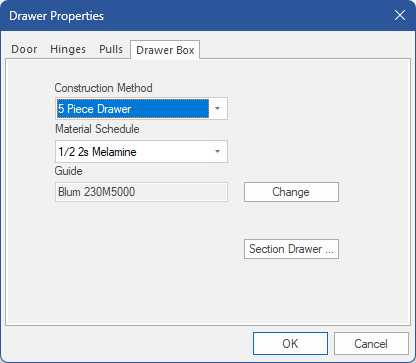 Drawer Properties
Door Hinges Pulls Drawer Box
Construction Method
5 Piece Drawer
Material Schedule
1/2 2s Melamine
Guide
Blum 230M5000 Change
Section Drawer ...
OK Cancel